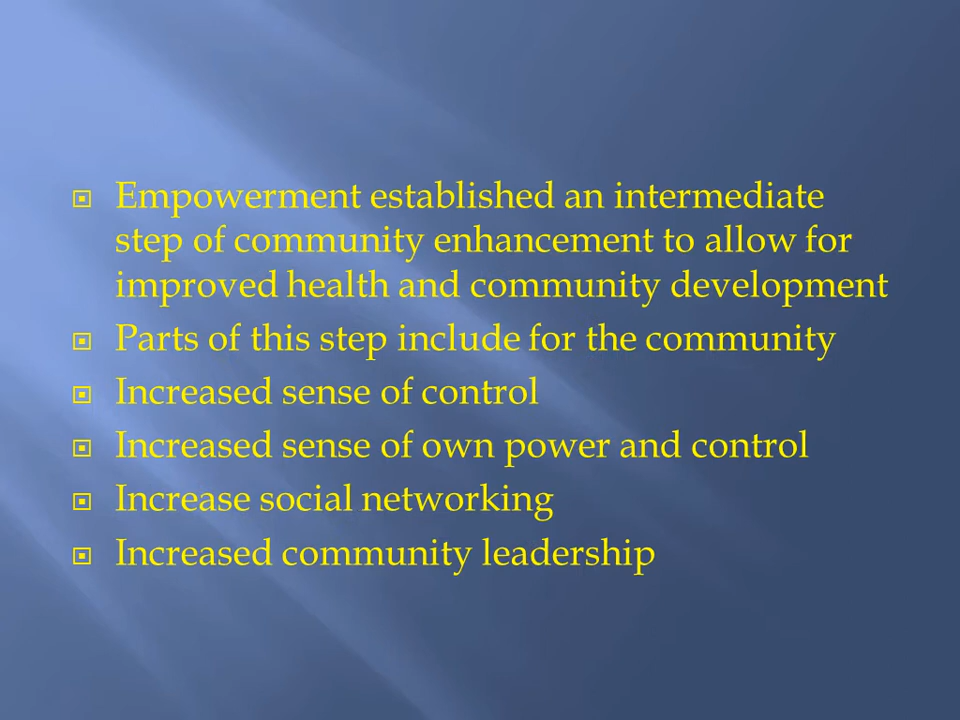 Empowerment established an intermediate
step of community enhancement to allow for
improved health and community development
Parts of this step include for the community
Increased sense of control
Increased sense of own power and control
Increase social networking
Increased community leadership